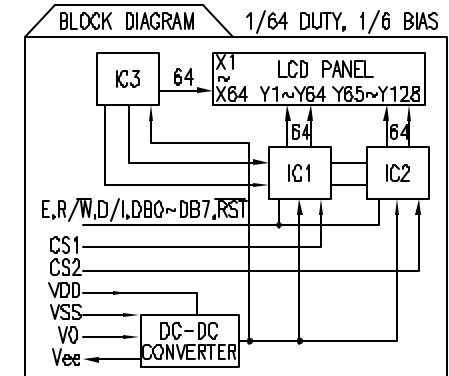 BLOCK DIAGRAM 1/64 DUTY, 1/6 BIAS
IC3
64
X1
~
X64
LCD PANEL
Y1~Y64 Y65~Y128
64
64
IC1
IC2
E,R/W̅,D/I,DB0~DB7,R̅S̅T̅
CS1
CS2
VDD
VSS
V0
Vee
DC-DC
CONVERTER